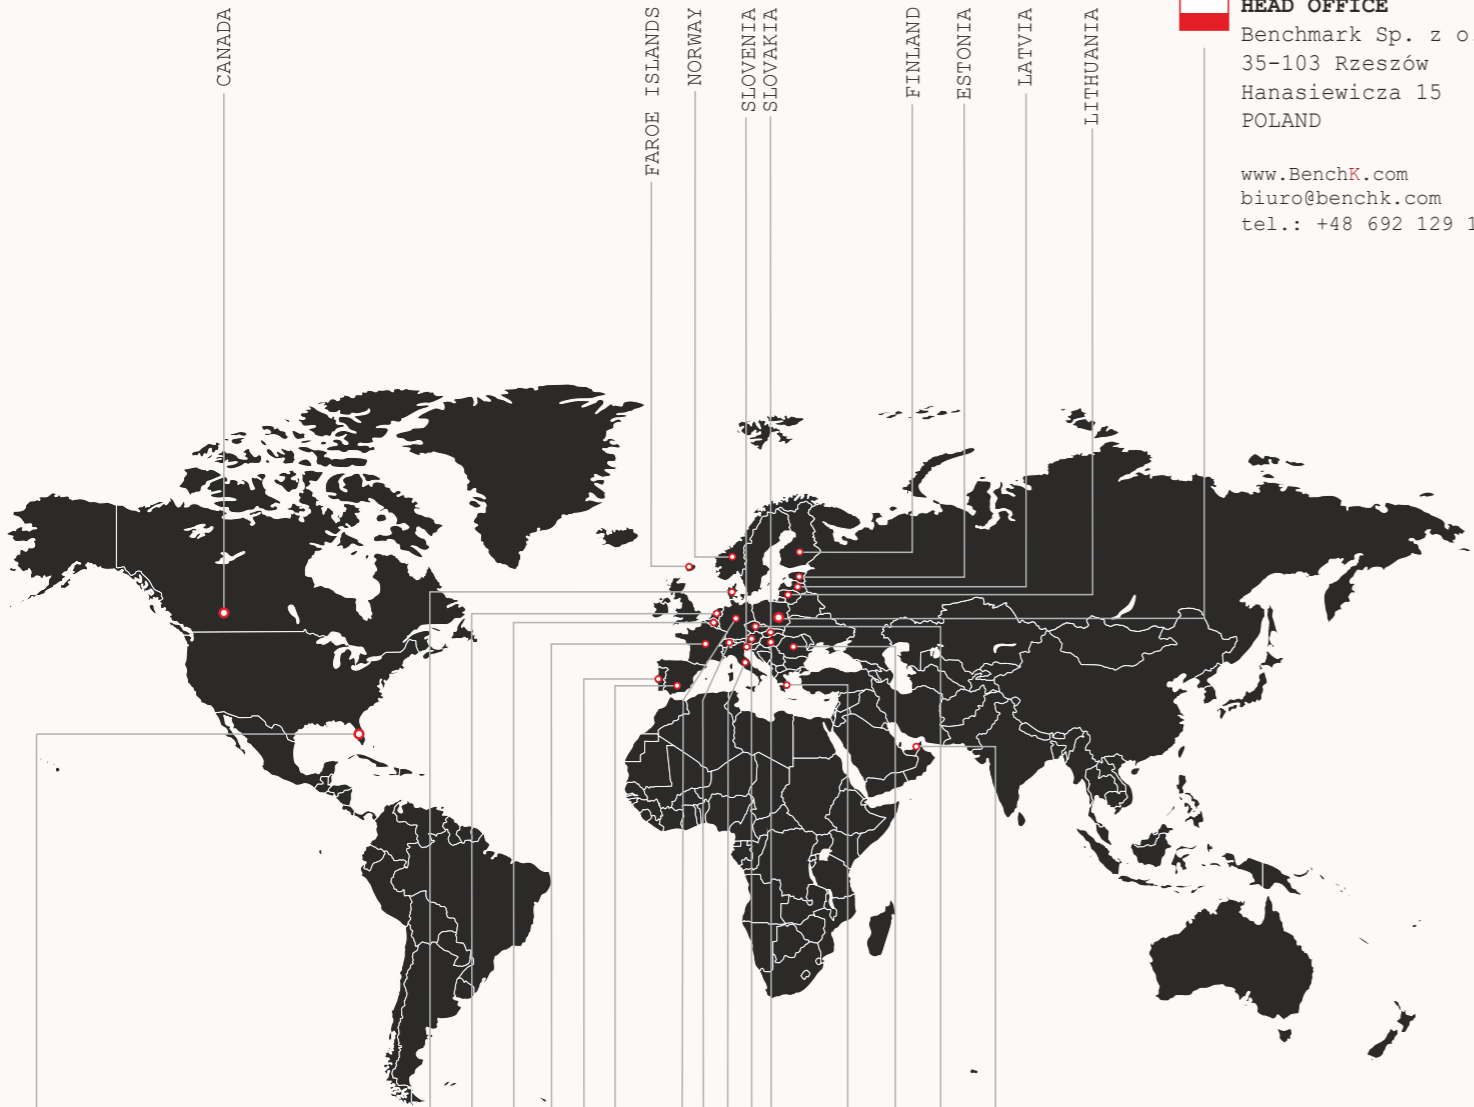 CANADA
FAROE ISLANDS
NORWAY
SLOVENIA
SLOVAKIA
FINLAND
ESTONIA
LATVIA
LITHUANIA
HEAD OFFICE
Benchmark Sp. z o.
35-103 Rzeszów
Hanasiewicza 15
POLAND
www.BenchK.com
biuro@benchk.com
tel.: +48 692 129 1